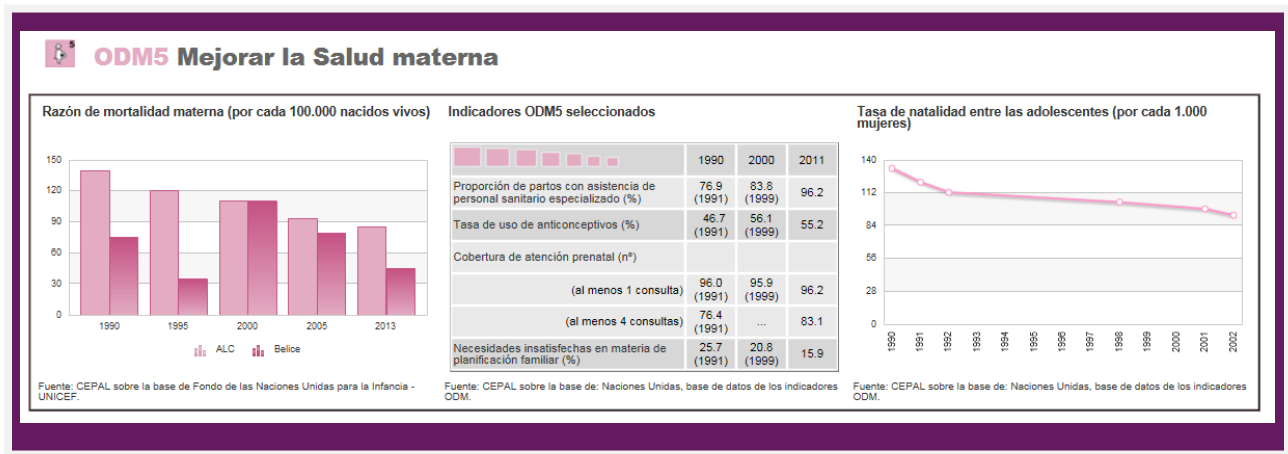 5
ODM5 Mejorar la Salud materna
Razón de mortalidad materna (por cada 100.000 nacidos vivos)
150
120
90
60
30
0
1990 1995 2000 2005 2013
ALC Belice
Fuente: CEPAL sobre la base de Fondo de las Naciones Unidas para la Infancia -
UNICEF.
Indicadores ODM5 seleccionados
1990 2000 2011
Proporción de partos con asistencia de
personal sanitario especializado (%)
76.9 83.8 96.2
(1991) (1999)
Tasa de uso de anticonceptivos (%)
46.7 56.1 55.2
(1991) (1999)
Cobertura de atención prenatal (nº)
(al menos 1 consulta)
96.0 95.9 96.2
(1991) (1999)
(al menos 4 consultas)
76.4 ... 83.1
(1991)
Necesidades insatisfechas en materia de
planificación familiar (%)
25.7 20.8 15.9
(1991) (1999)
Fuente: CEPAL sobre la base de: Naciones Unidas, base de datos de los indicadores
ODM.
Tasa de natalidad entre las adolescentes (por cada 1.000
mujeres)
140
112
84
56
28
0
1990 1991 1992 1993 1994 1995 1996 1997 1998 1999 2000 2001 2002
Fuente: CEPAL sobre la base de: Naciones Unidas, base de datos de los indicadores
ODM.